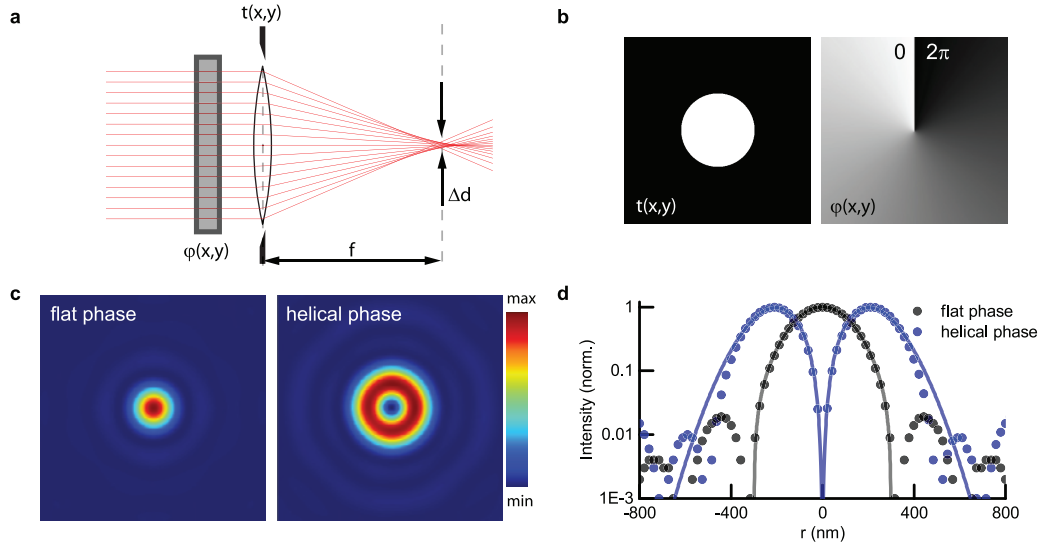 a
t(x,y)
Δd
φ(x,y)
f
b
0 2π
t(x,y)
φ(x,y)
c
flat phase
helical phase
max
min
d
flat phase
helical phase
Intensity (norm.)
1
0.1
0.01
1E-3
-800 -400 0 400 800
r (nm)